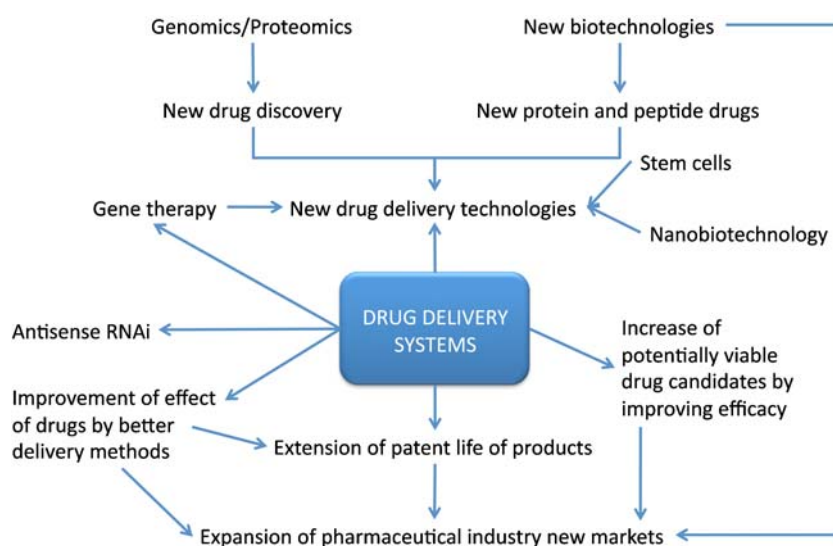 Genomics/Proteomics
New biotechnologies
New drug discovery
New protein and peptide drugs
Stem cells
Gene therapy
New drug delivery technologies
Nanobiotechnology
DRUG DELIVERY
SYSTEMS
Antisense RNAi
Increase of
potentially viable
drug candidates by
improving efficacy
Improvement of effect
of drugs by better
delivery methods
Extension of patent life of products
Expansion of pharmaceutical industry new markets